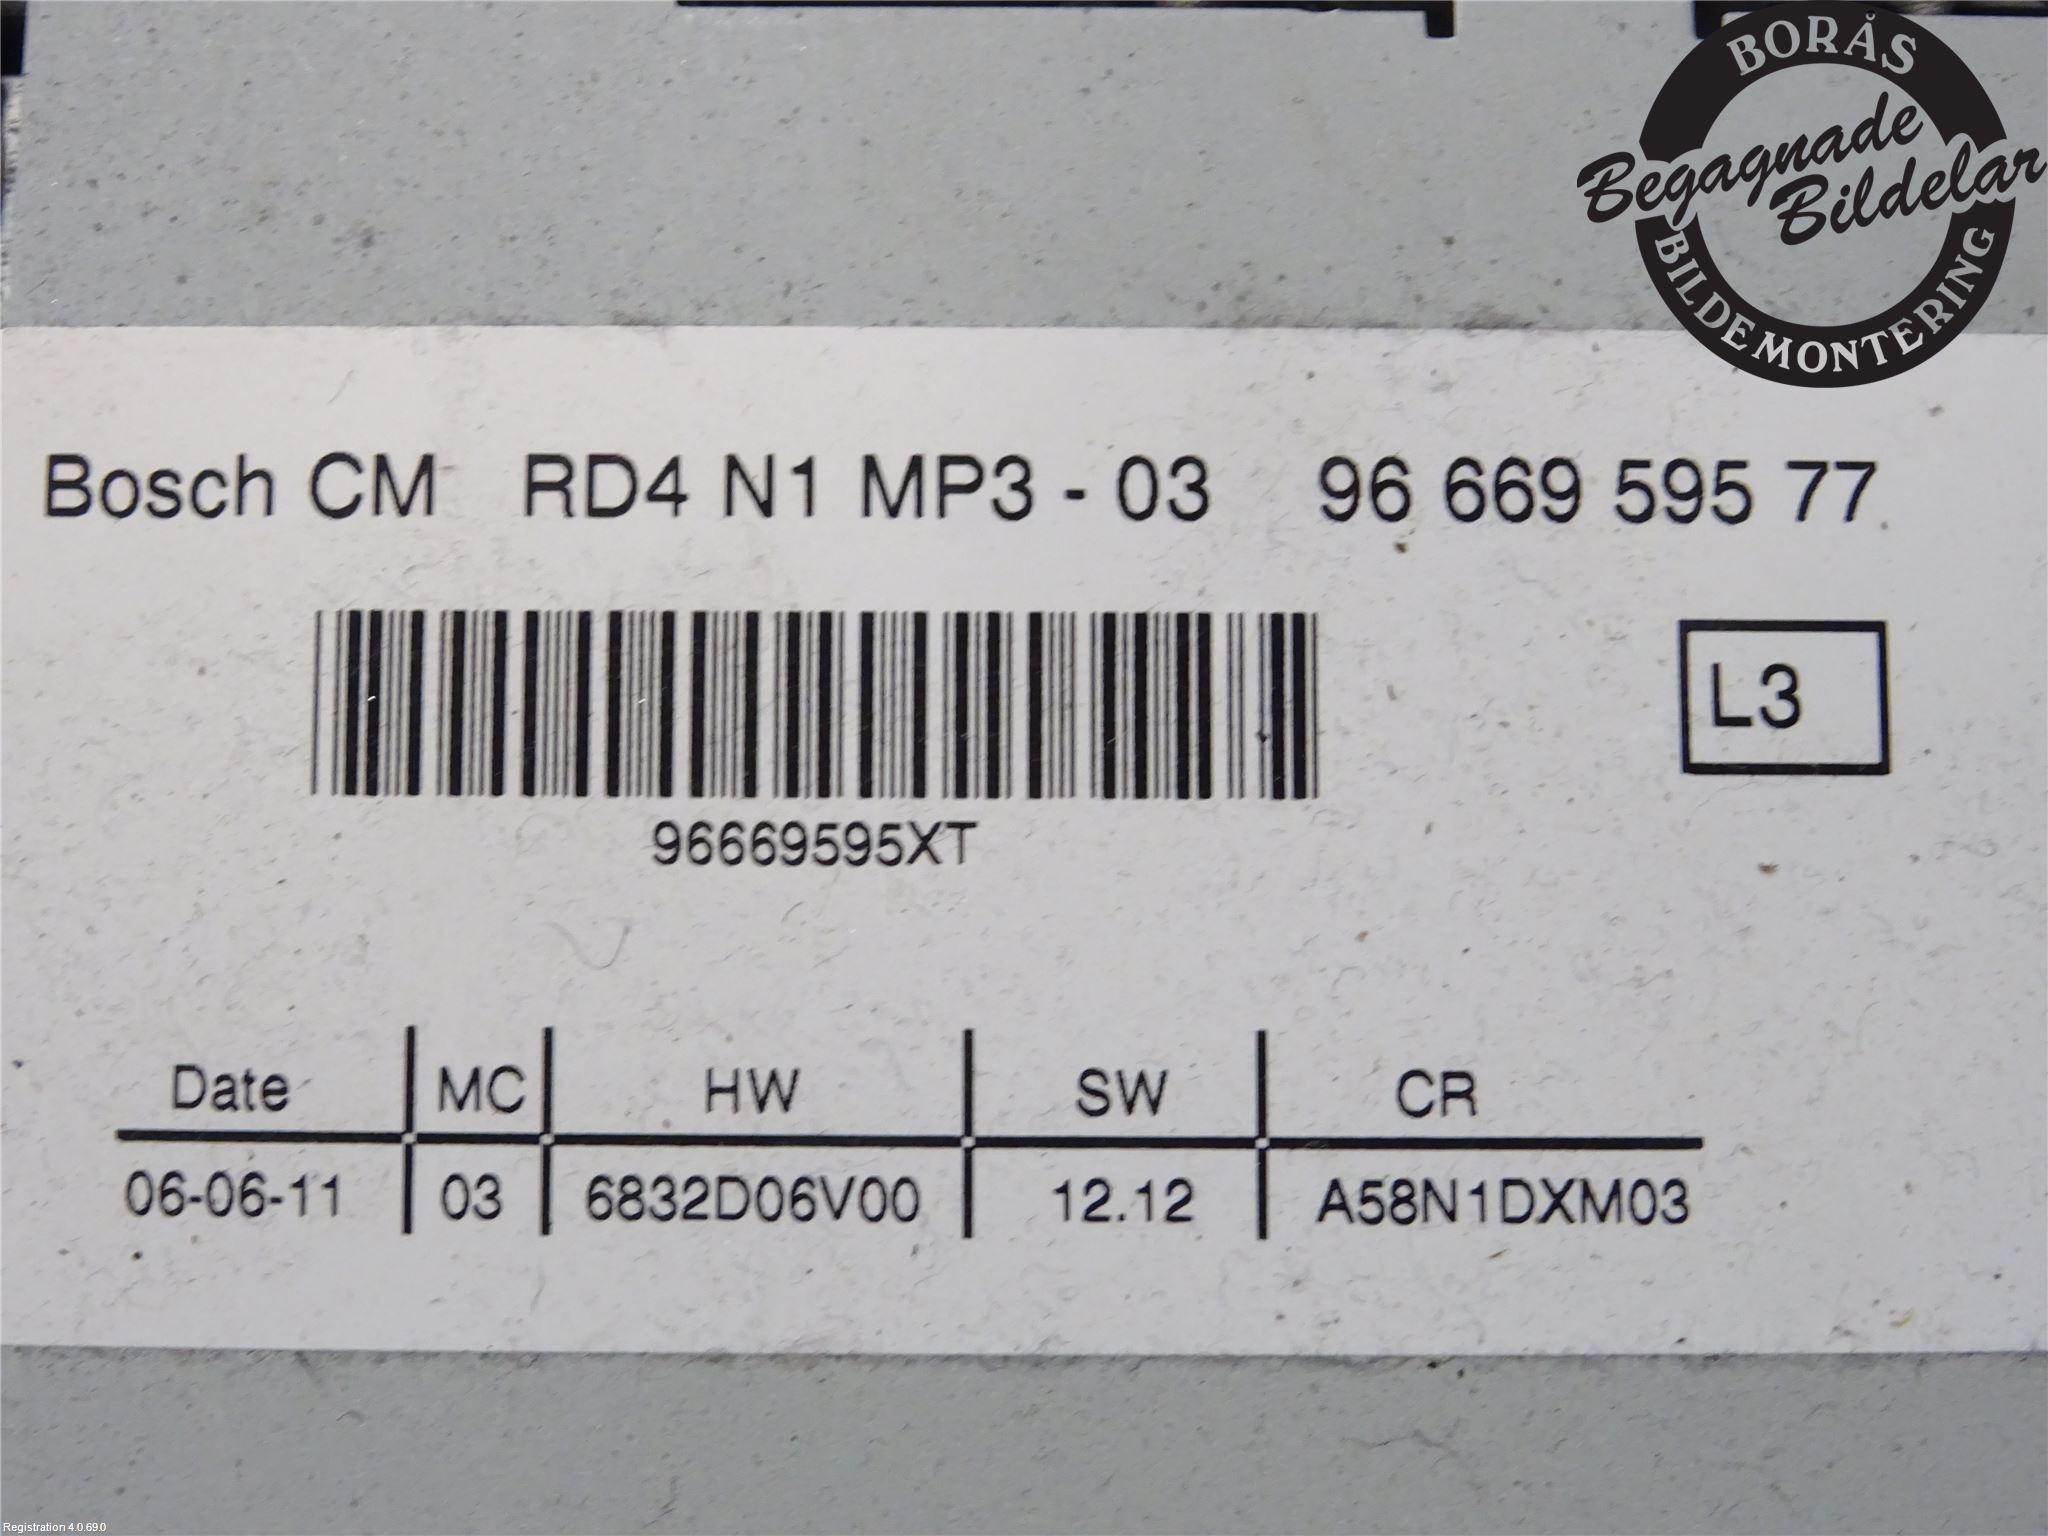 BORÅS
Begagnade
Bildelar
BILDEMONTERING
Bosch CM RD4 N1 MP3 - 03 96 669 595 77
L3
96669595XT
Date MC HW SW CR
06-06-11 03 6832D06V00 12.12 A58N1DXM03
Registration 4.0.69.0